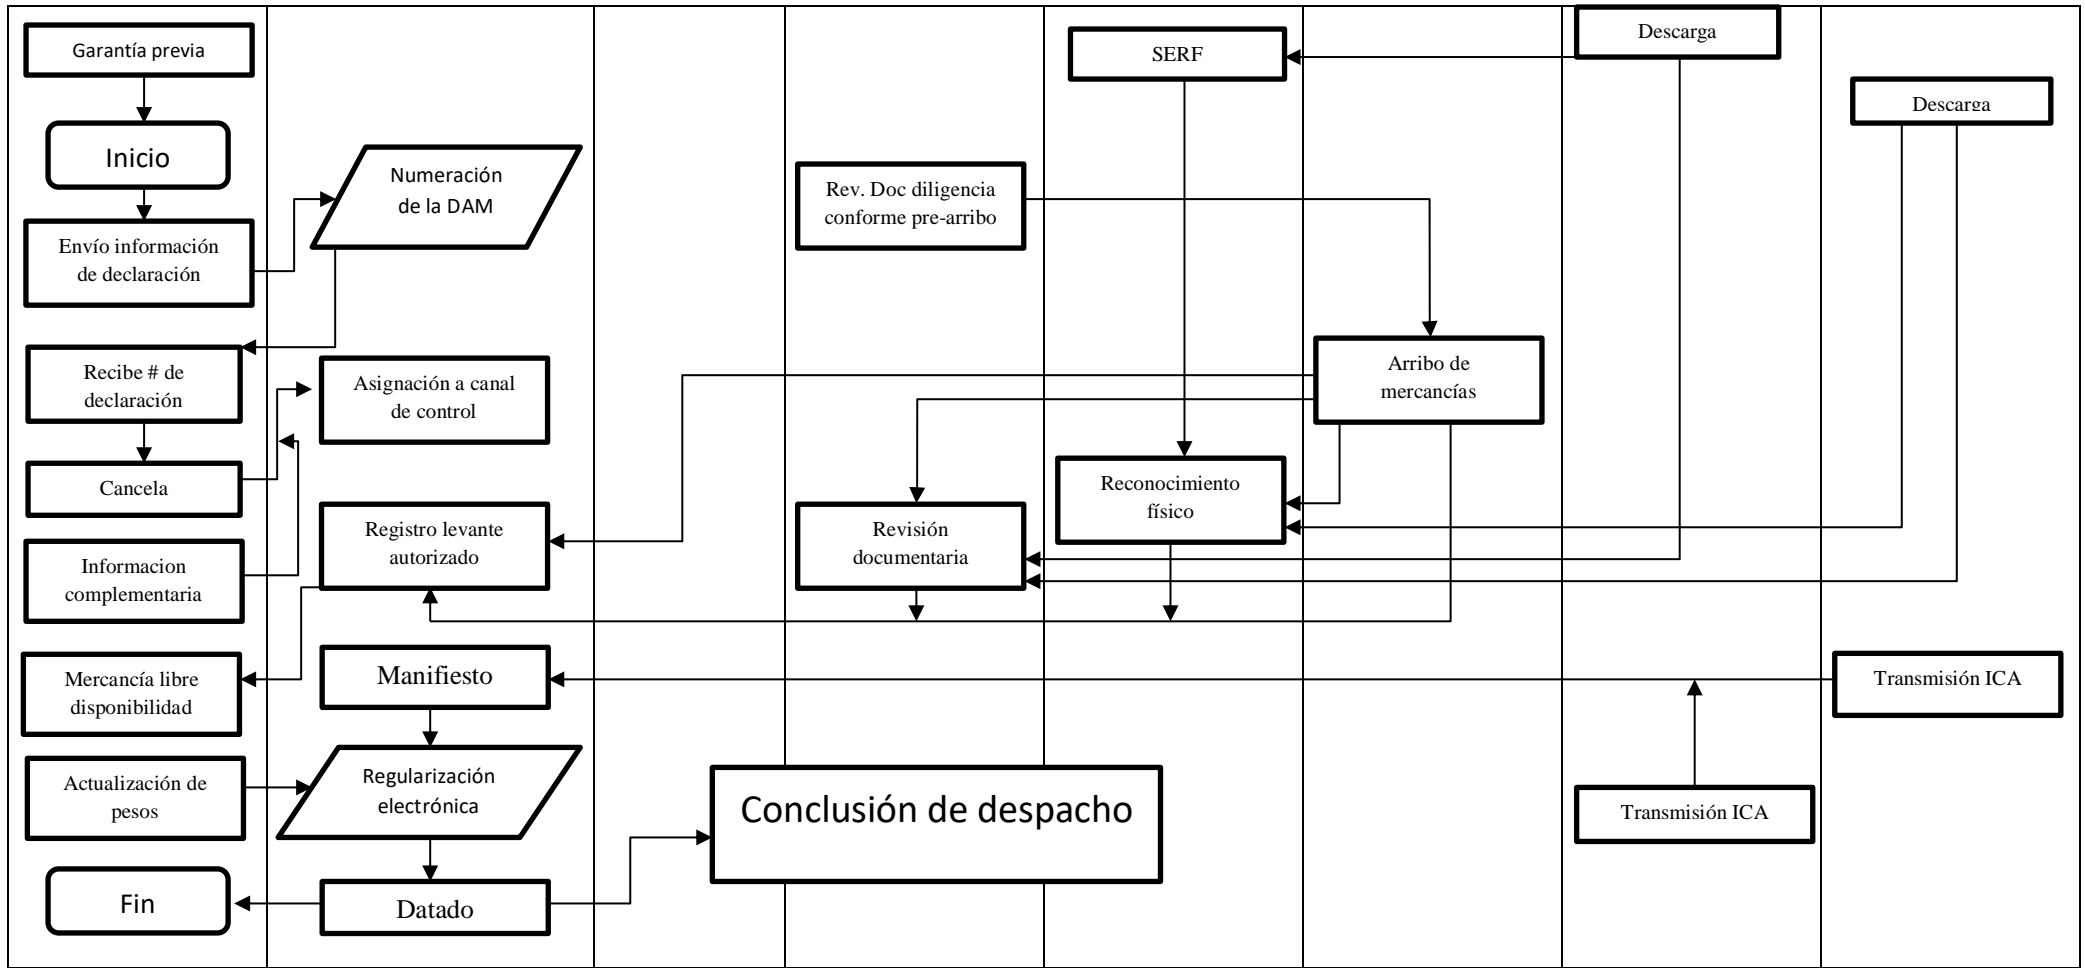 Garantía previa
Inicio
Envío información
de declaración
Recibe # de
declaración
Cancela
Informacion
complementaria
Mercancía libre
disponibilidad
Actualización de
pesos
Fin
Numeración
de la DAM
Asignación a canal
de control
Registro levante
autorizado
Manifiesto
Regularización
electrónica
Datado
Rev. Doc diligencia
conforme pre-arribo
Revisión
documentaria
Conclusión de despacho
SERF
Reconocimiento
físico
Arribo de
mercancías
Descarga
Transmisión ICA
Descarga
Transmisión ICA